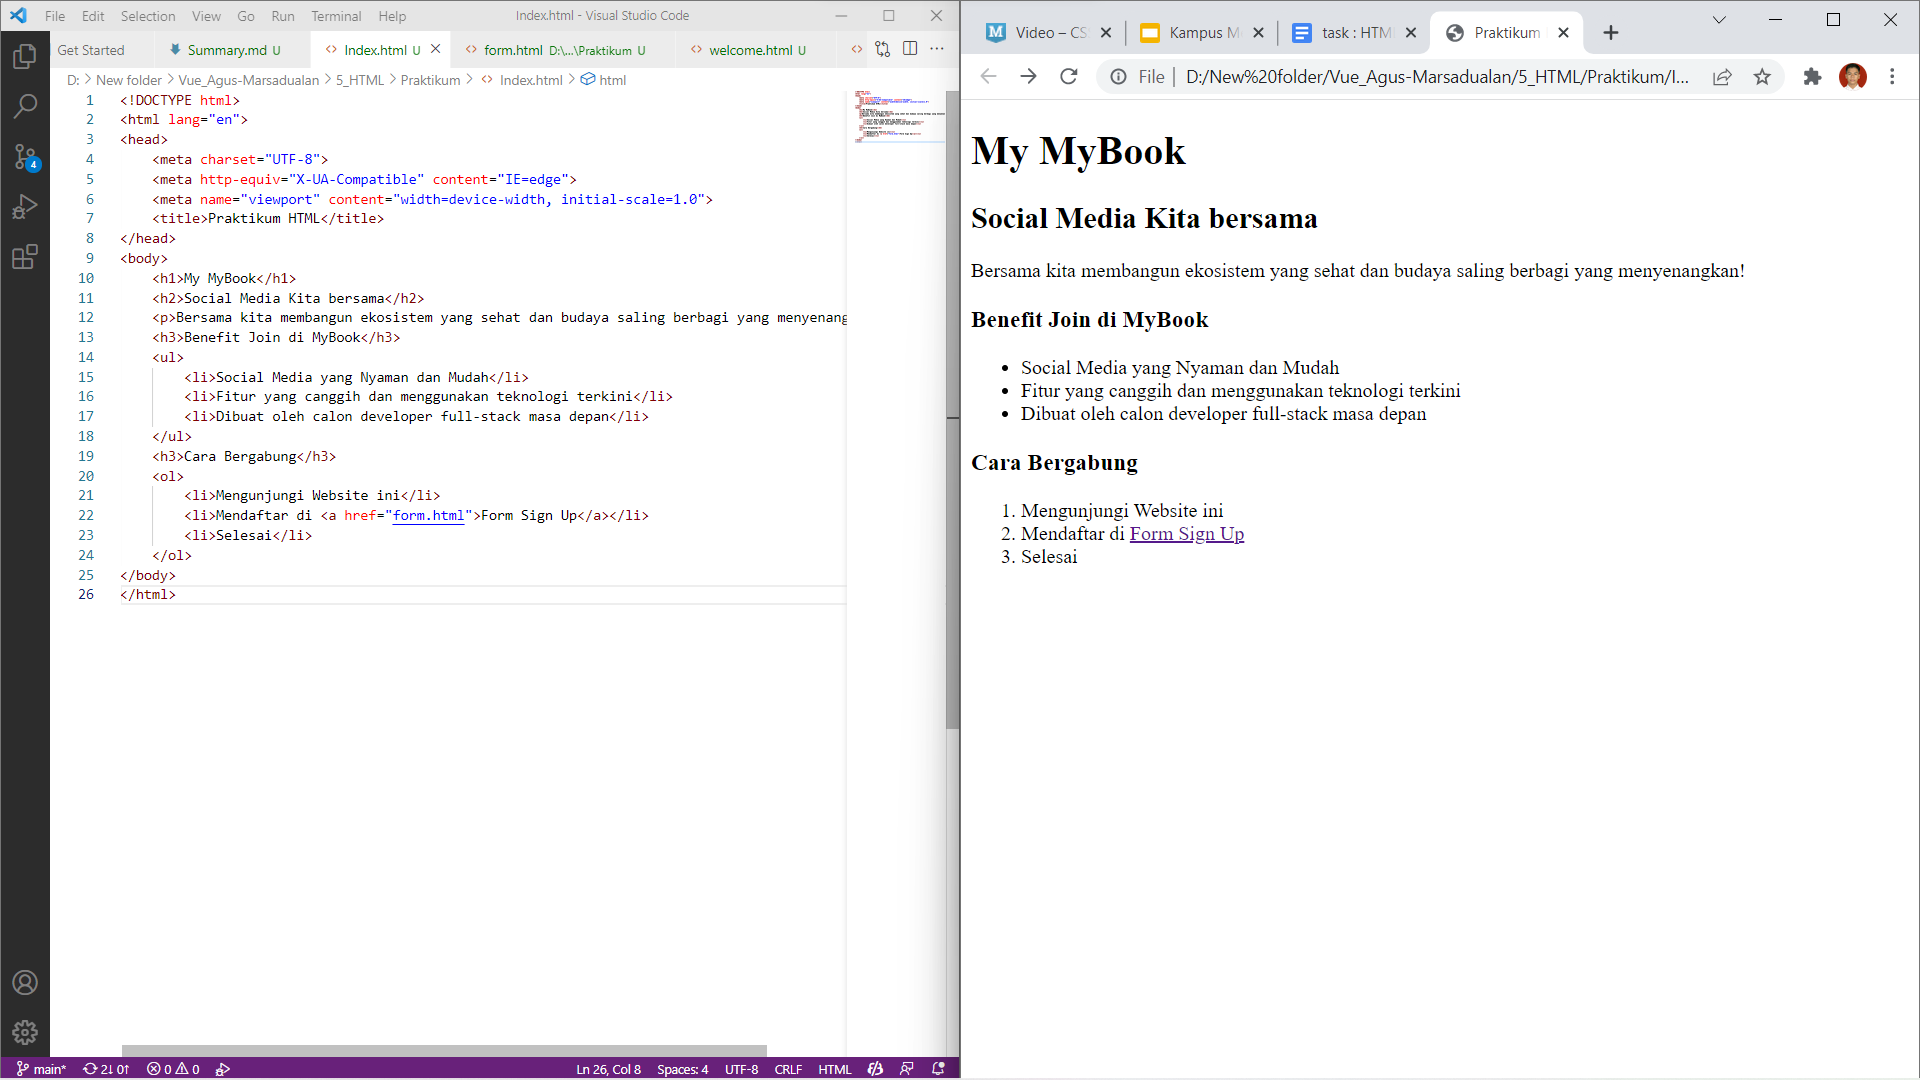 File Edit Selection View Go Run Terminal Help
Index.html - Visual Studio Code
Get Started Summary.md U Index.html U form.html D:\...\Praktikum U welcome.html U
D: > New folder > Vue_Agus-Marsadualan > 5_HTML > Praktikum > Index.html > html
1 <!DOCTYPE html>
2 <html lang="en">
3 <head>
4 <meta charset="UTF-8">
5 <meta http-equiv="X-UA-Compatible" content="IE=edge">
6 <meta name="viewport" content="width=device-width, initial-scale=1.0">
7 <title>Praktikum HTML</title>
8 </head>
9 <body>
10 <h1>My MyBook</h1>
11 <h2>Social Media Kita bersama</h2>
12 <p>Bersama kita membangun ekosistem yang sehat dan budaya saling berbagi yang menyenang
13 <h3>Benefit Join di MyBook</h3>
14 <ul>
15 <li>Social Media yang Nyaman dan Mudah</li>
16 <li>Fitur yang canggih dan menggunakan teknologi terkini</li>
17 <li>Dibuat oleh calon developer full-stack masa depan</li>
18 </ul>
19 <h3>Cara Bergabung</h3>
20 <ol>
21 <li>Mengunjungi Website ini</li>
22 <li>Mendaftar di <a href="form.html">Form Sign Up</a></li>
23 <li>Selesai</li>
24 </ol>
25 </body>
26 </html>
4
main* 2↓ 0↑ 0 0 Ln 26, Col 8 Spaces: 4 UTF-8 CRLF HTML
Video – CS Kampus M task : HTM Praktikum
File | D:/New%20folder/Vue_Agus-Marsadualan/5_HTML/Praktikum/I...
My MyBook
Social Media Kita bersama
Bersama kita membangun ekosistem yang sehat dan budaya saling berbagi yang menyenangkan!
Benefit Join di MyBook
• Social Media yang Nyaman dan Mudah
• Fitur yang canggih dan menggunakan teknologi terkini
• Dibuat oleh calon developer full-stack masa depan
Cara Bergabung
1. Mengunjungi Website ini
2. Mendaftar di Form Sign Up
3. Selesai